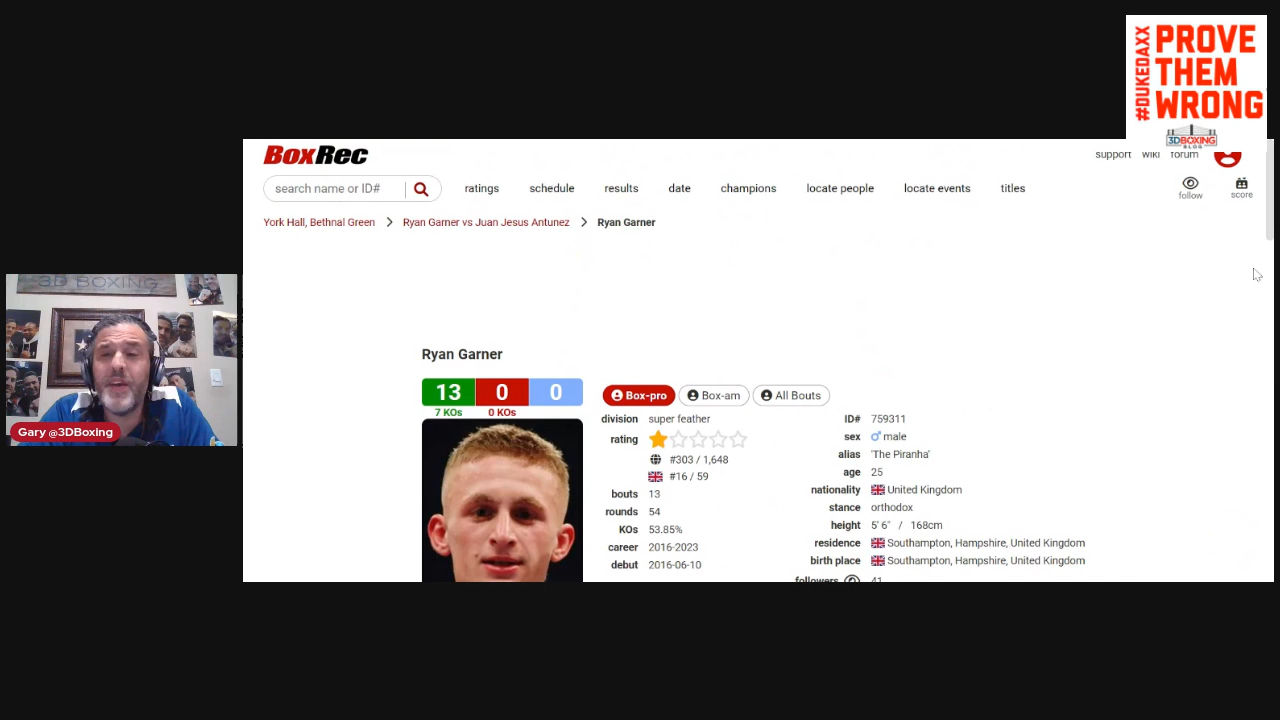 #DUKEDAXX
PROVE
THEM
WRONG
3DBOXING
BLOG
BoxRec
support wiki forum
search name or ID#
ratings schedule results date champions locate people locate events titles
follow score
York Hall, Bethnal Green > Ryan Garner vs Juan Jesus Antunez > Ryan Garner
3D BOXING
Gary @3DBoxing
Ryan Garner
13 0 0
7 KOs 0 KOs
Box-pro Box-am All Bouts
division super feather
rating
#303 / 1,648
#16 / 59
bouts 13
rounds 54
KOs 53.85%
career 2016-2023
debut 2016-06-10
ID# 759311
sex ♂ male
alias 'The Piranha'
age 25
nationality United Kingdom
stance orthodox
height 5' 6" / 168cm
residence Southampton, Hampshire, United Kingdom
birth place Southampton, Hampshire, United Kingdom
followers 41